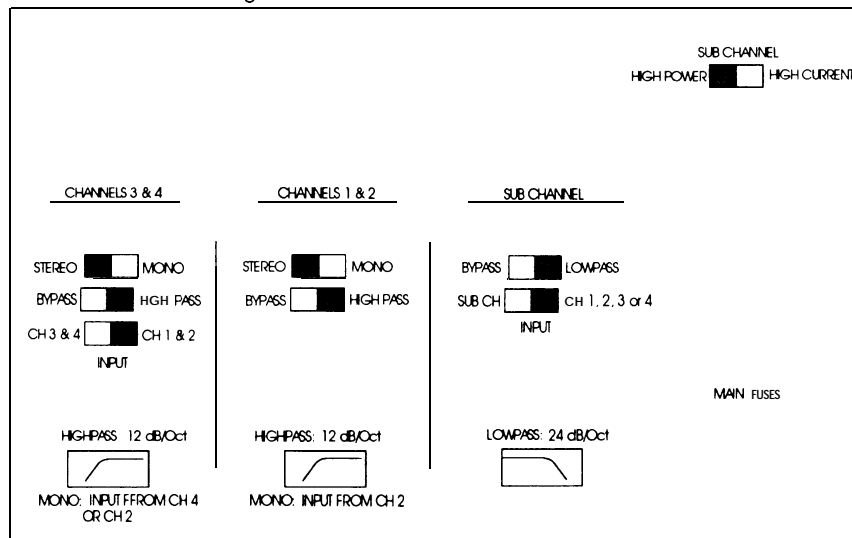 SUB CHANNEL
HIGH POWER HIGH CURRENT
CHANNELS 3 & 4 CHANNELS 1 & 2 SUB CHANNEL
STEREO MONO STEREO MONO BYPASS LOWPASS
BYPASS HGH PASS BYPASS HIGH PASS SUB CH CH 1, 2, 3 or 4
CH 3 & 4 CH 1 & 2 INPUT
INPUT
MAIN FUSES
HIGHPASS 12 dB/Oct HIGHPASS: 12 dB/Oct LOWPASS: 24 dB/Oct
MONO: INPUT FFROM CH 4 MONO: INPUT FROM CH 2
OR CH 2